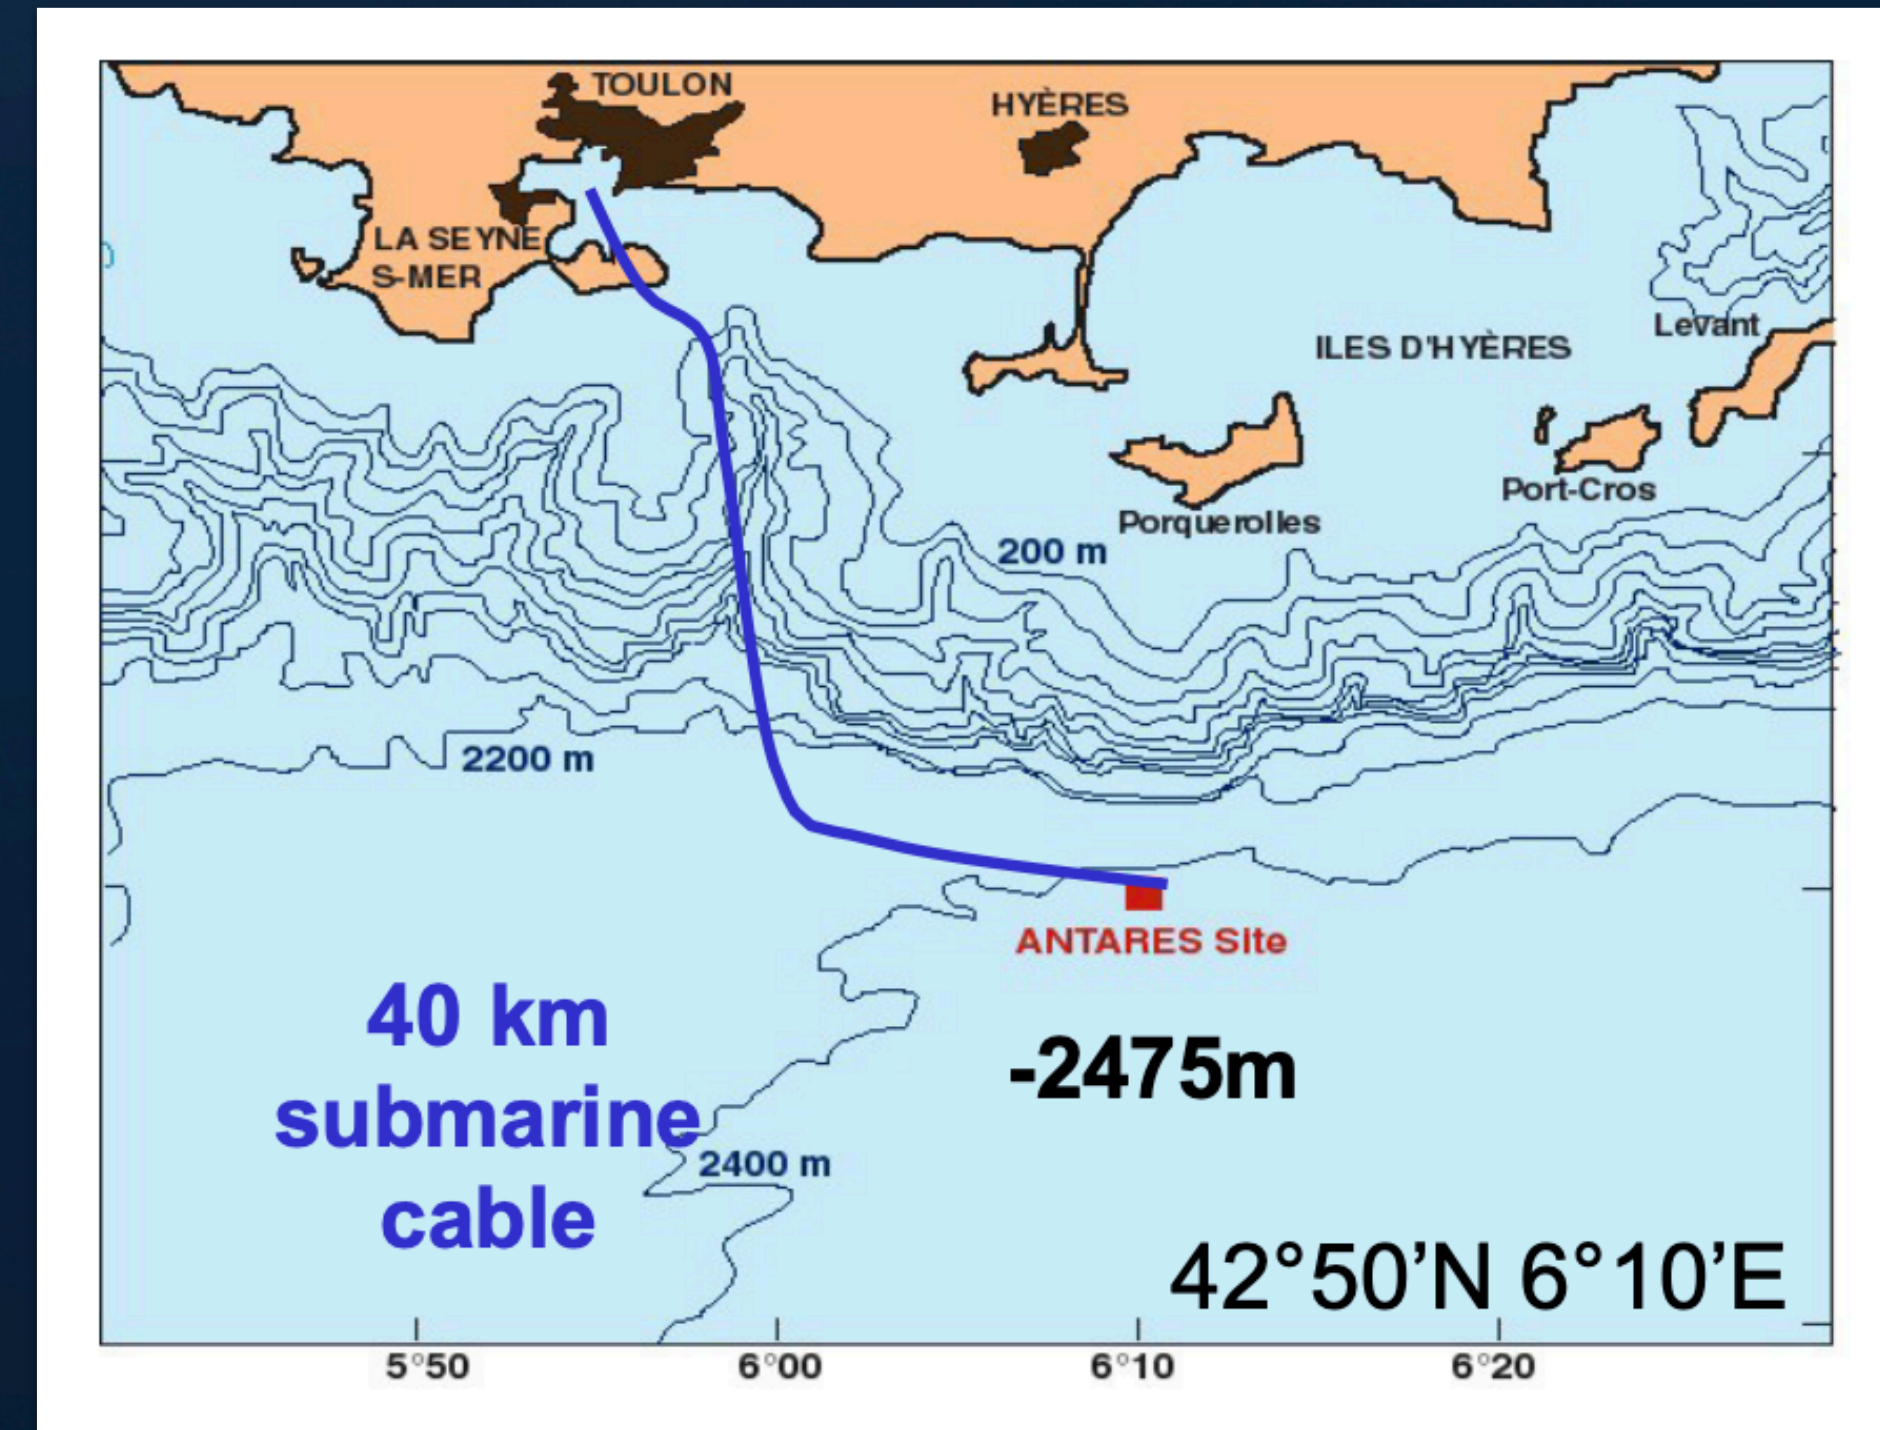 TOULON
HYÈRES
LA SEYNE
S-MER
Levant
ILES D'HYÈRES
Port-Cros
Porquerolles
200 m
2200 m
ANTARES Site
40 km
submarine
cable
-2475m
2400 m
42°50’N 6°10’E
5°50
6°00
6°10
6°20